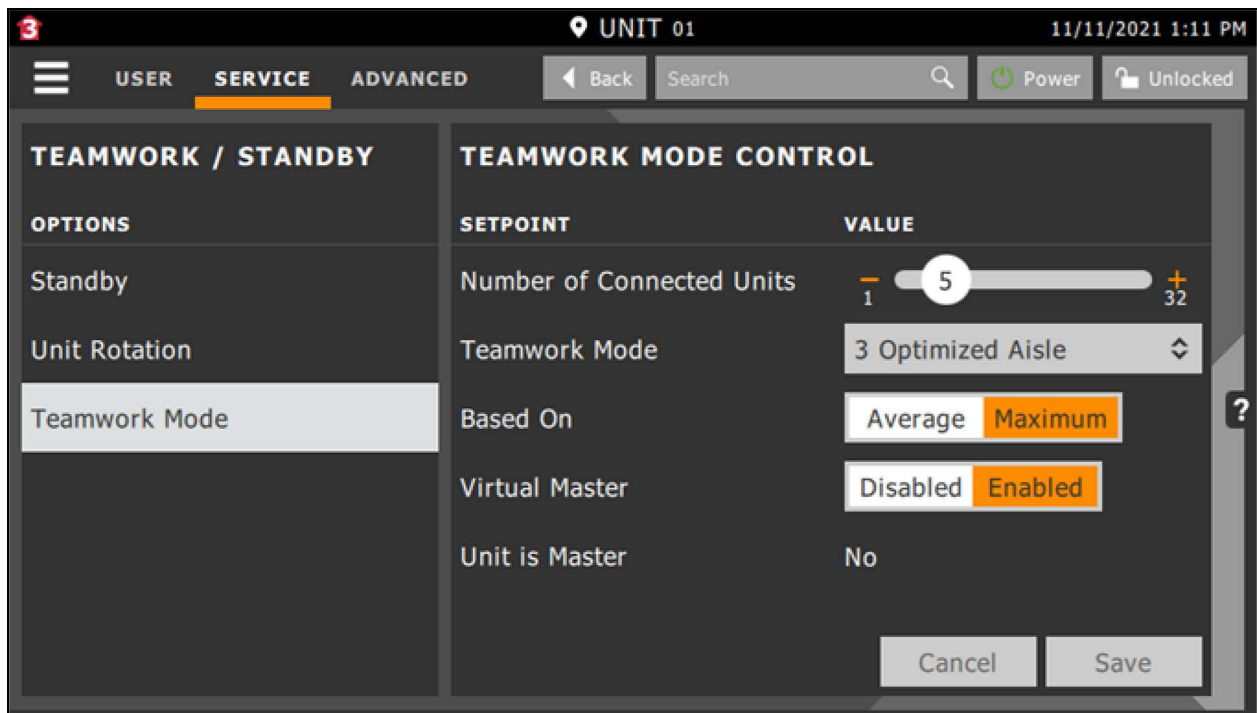 3 UNIT 01 11/11/2021 1:11 PM
USER SERVICE ADVANCED Back Search Power Unlocked
TEAMWORK / STANDBY
OPTIONS
Standby
Unit Rotation
Teamwork Mode
TEAMWORK MODE CONTROL
SETPOINT VALUE
Number of Connected Units − 1 5 + 32
Teamwork Mode 3 Optimized Aisle
Based On Average Maximum
Virtual Master Disabled Enabled
Unit is Master No
Cancel Save
?